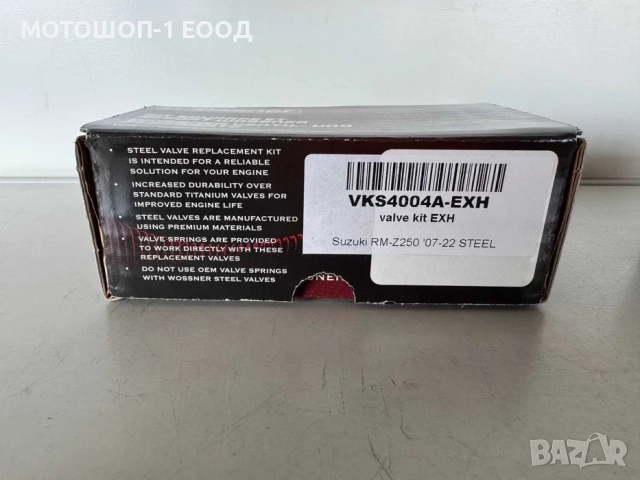 МОТОШОП-1 ЕООД
STEEL VALVE REPLACEMENT KIT
IS INTENDED FOR A RELIABLE
SOLUTION FOR YOUR ENGINE
INCREASED DURABILITY OVER
STANDARD TITANIUM VALVES FOR
IMPROVED ENGINE LIFE
STEEL VALVES ARE MANUFACTURED
USING PREMIUM MATERIALS
VALVE SPRINGS ARE PROVIDED
TO WORK DIRECTLY WITH THESE
REPLACEMENT VALVES
DO NOT USE OEM VALVE SPRINGS
WITH WOSSNER STEEL VALVES
VKS4004A-EXH
valve kit EXH
Suzuki RM-Z250 '07-22 STEEL
BAZAR